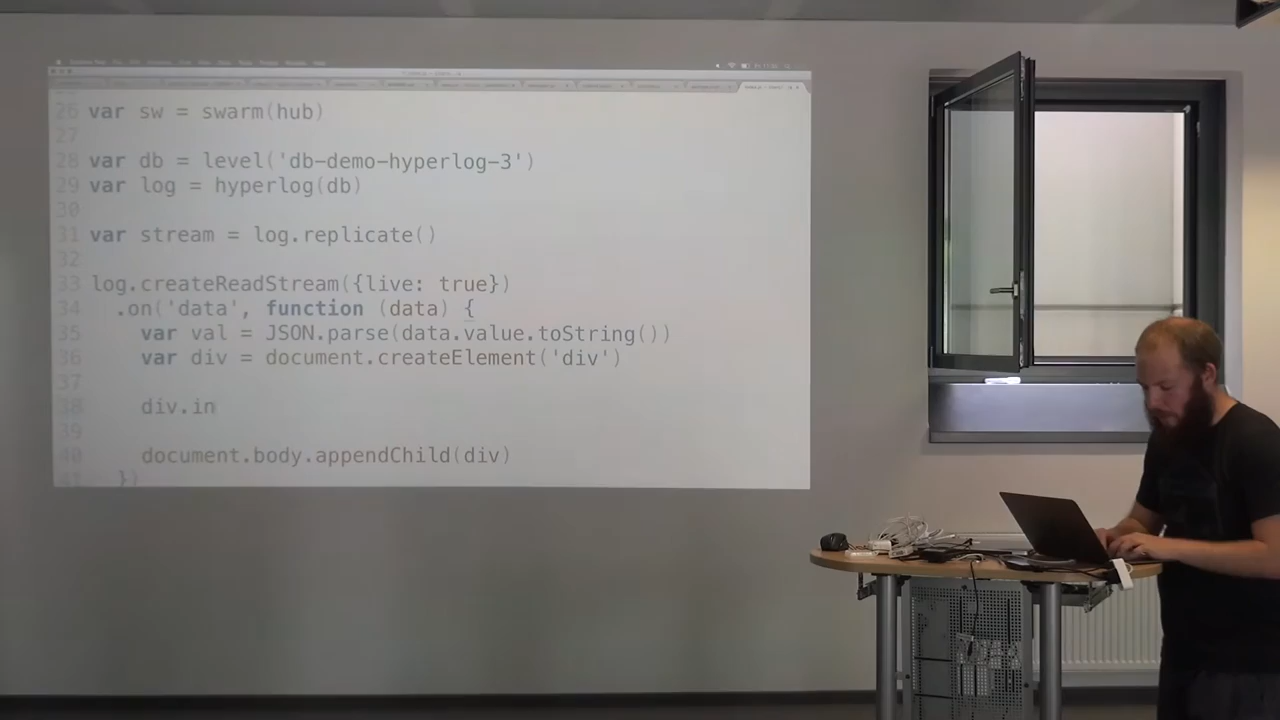 26 var sw = swarm(hub)
27
28 var db = level('db-demo-hyperlog-3')
29 var log = hyperlog(db)
30
31 var stream = log.replicate()
32
33 log.createReadStream({live: true})
34 .on('data', function (data) {
35 var val = JSON.parse(data.value.toString())
36 var div = document.createElement('div')
37
38 div.in
39
40 document.body.appendChild(div)
41 })